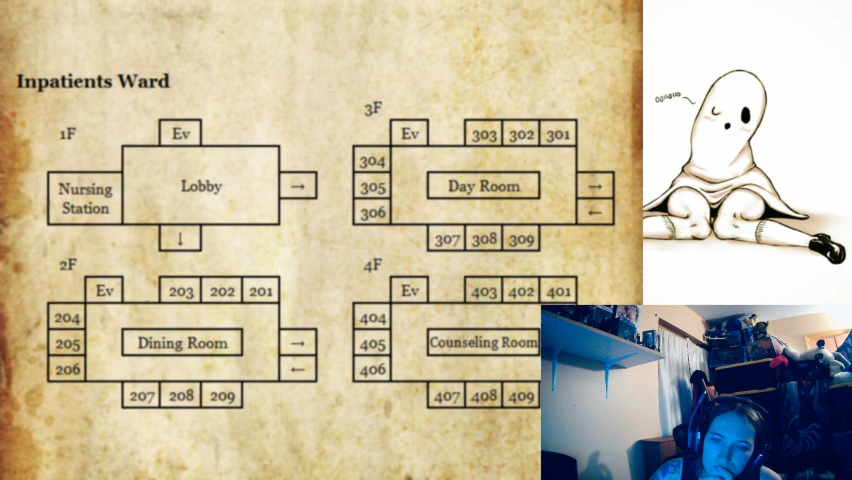 Inpatients Ward
1F
Ev
Nursing
Station
Lobby
→
↓
2F
Ev
203 202 201
204
205
206
Dining Room
→
←
207 208 209
3F
Ev
303 302 301
304
305
306
Day Room
→
←
307 308 309
4F
Ev
403 402 401
404
405
406
Counseling Room
407 408 409